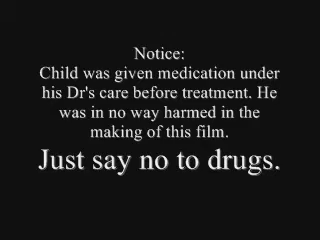 Notice:
Child was given medication under
his Dr's care before treatment. He
was in no way harmed in the
making of this film.
Just say no to drugs.